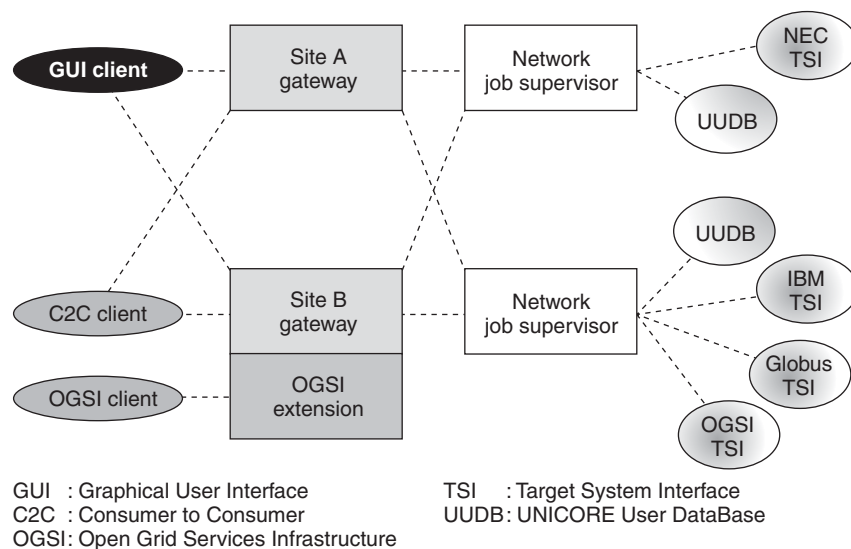 GUI client
Site A
gateway
Network
job supervisor
NEC
TSI
UUDB
C2C client
Site B
gateway
Network
job supervisor
UUDB
IBM
TSI
Globus
TSI
OGSI
TSI
OGSI client
OGSI
extension
GUI : Graphical User Interface
C2C : Consumer to Consumer
OGSI: Open Grid Services Infrastructure
TSI : Target System Interface
UUDB: UNICORE User DataBase